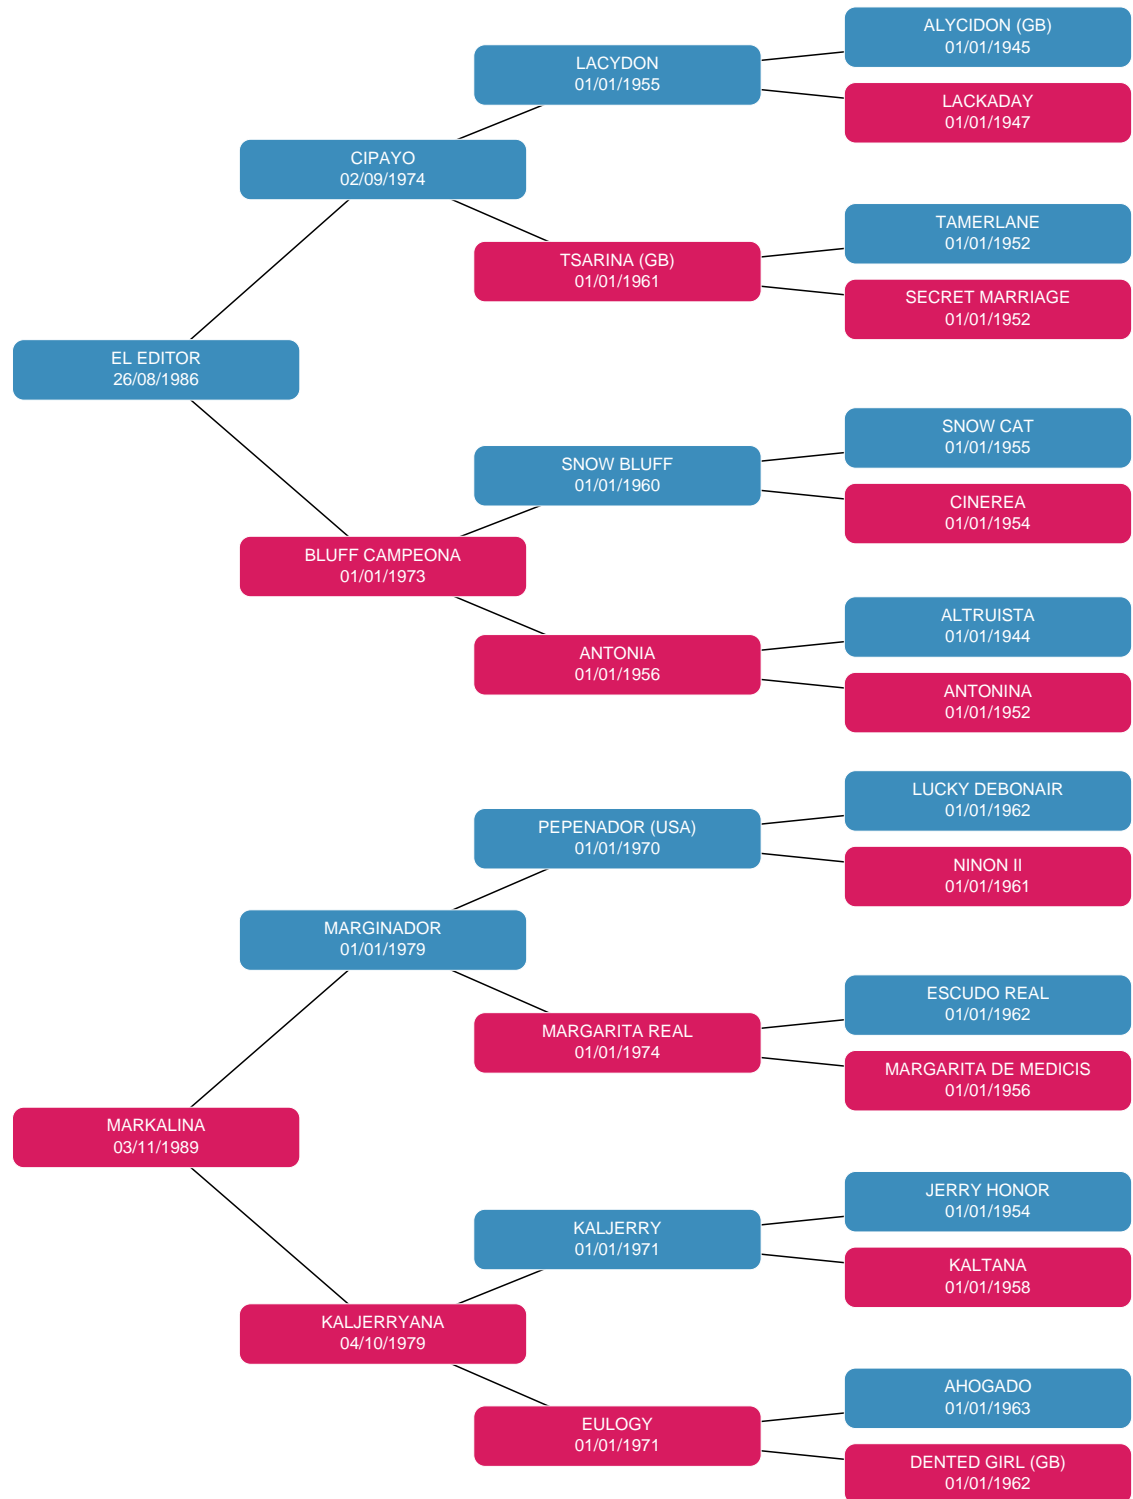 ALYCIDON (GB)
01/01/1945
LACYDON
01/01/1955
LACKADAY
01/01/1947
CIPAYO
02/09/1974
TAMERLANE
01/01/1952
TSARINA (GB)
01/01/1961
SECRET MARRIAGE
01/01/1952
EL EDITOR
26/08/1986
SNOW CAT
01/01/1955
SNOW BLUFF
01/01/1960
CINEREA
01/01/1954
BLUFF CAMPEONA
01/01/1973
ALTRUISTA
01/01/1944
ANTONIA
01/01/1956
ANTONINA
01/01/1952
LUCKY DEBONAIR
01/01/1962
PEPENADOR (USA)
01/01/1970
NINON II
01/01/1961
MARGINADOR
01/01/1979
ESCUDO REAL
01/01/1962
MARGARITA REAL
01/01/1974
MARGARITA DE MEDICIS
01/01/1956
MARKALINA
03/11/1989
JERRY HONOR
01/01/1954
KALJERRY
01/01/1971
KALTANA
01/01/1958
KALJERRYANA
04/10/1979
AHOGADO
01/01/1963
EULOGY
01/01/1971
DENTED GIRL (GB)
01/01/1962